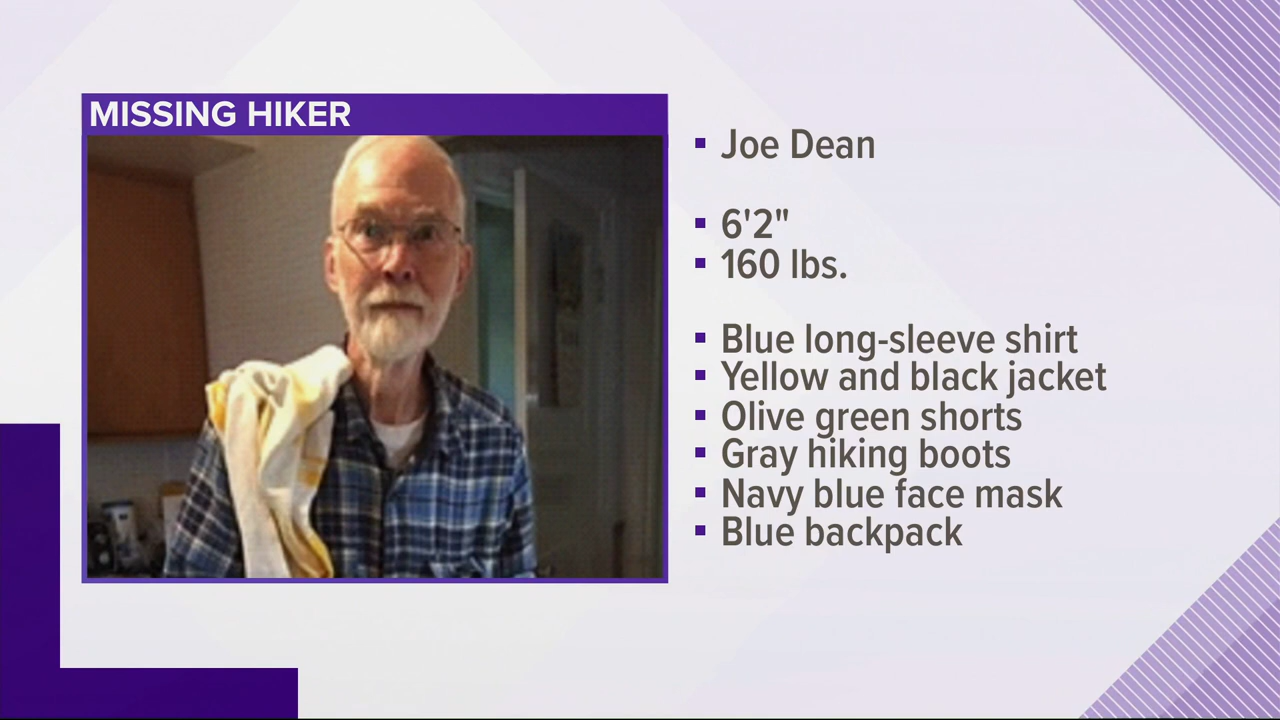 MISSING HIKER
Joe Dean
6'2"
160 lbs.
Blue long-sleeve shirt
Yellow and black jacket
Olive green shorts
Gray hiking boots
Navy blue face mask
Blue backpack